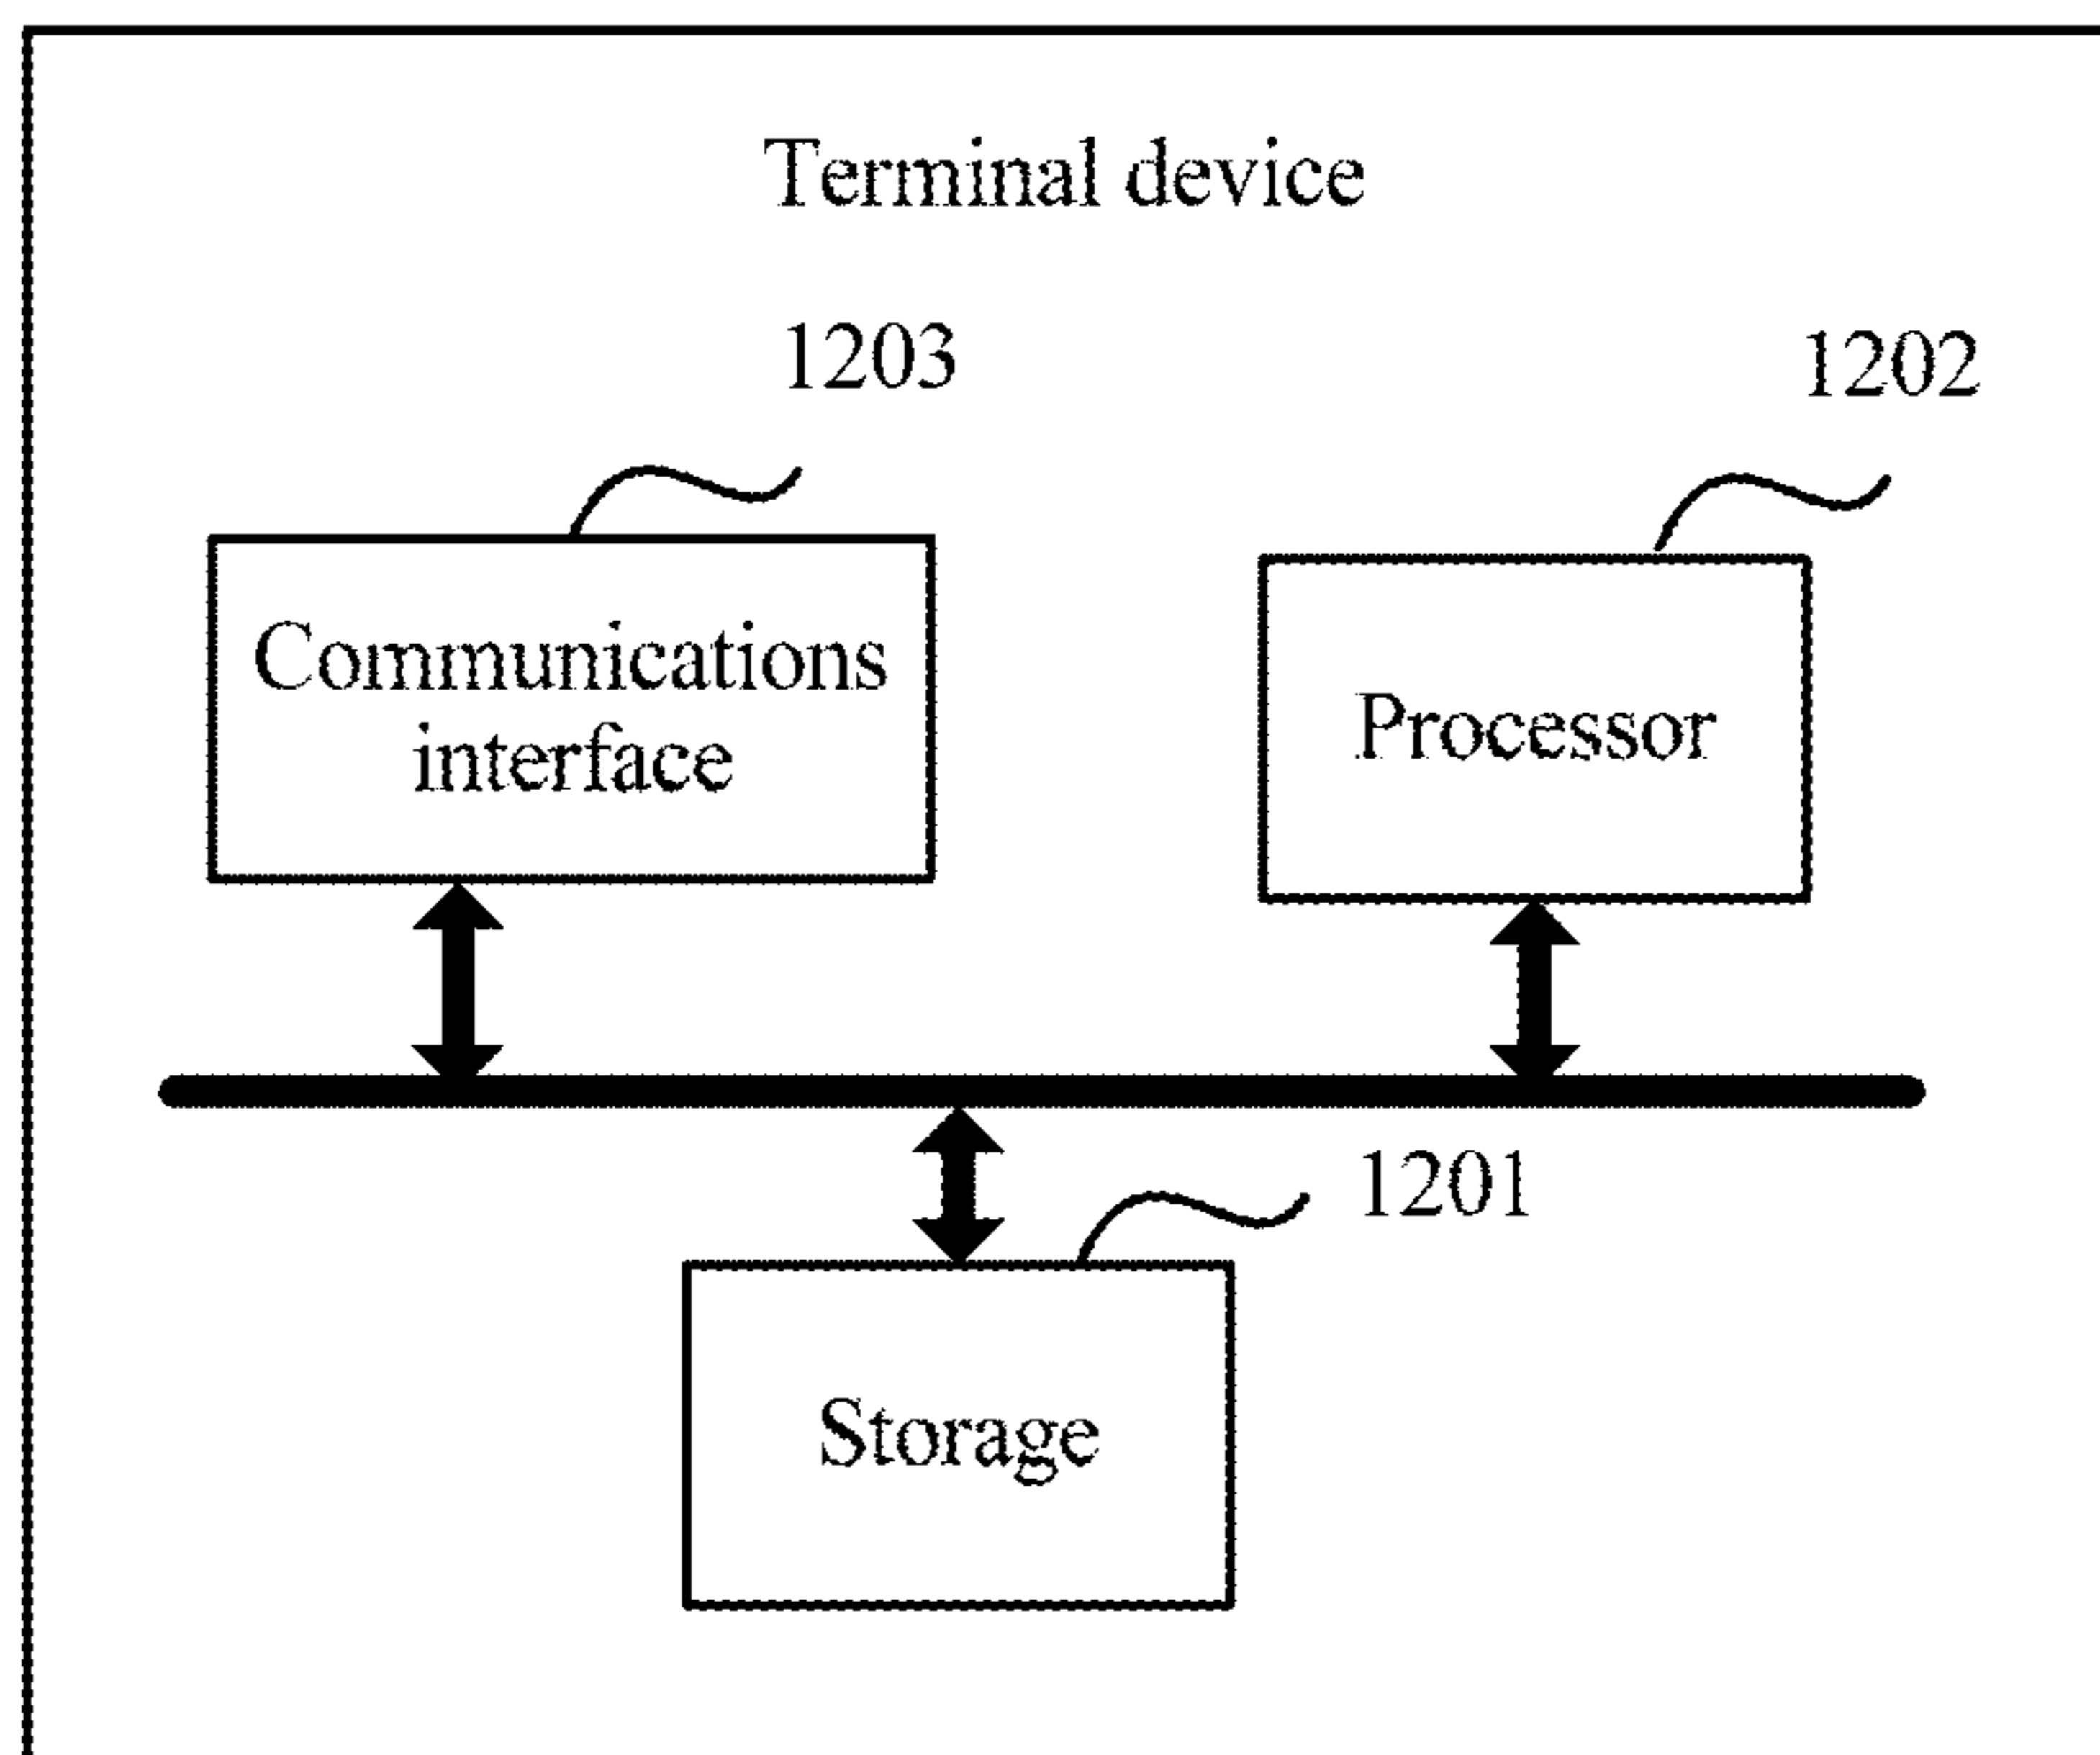 Terminal device
1203
1202
Communications
interface
Processor
1201
Storage